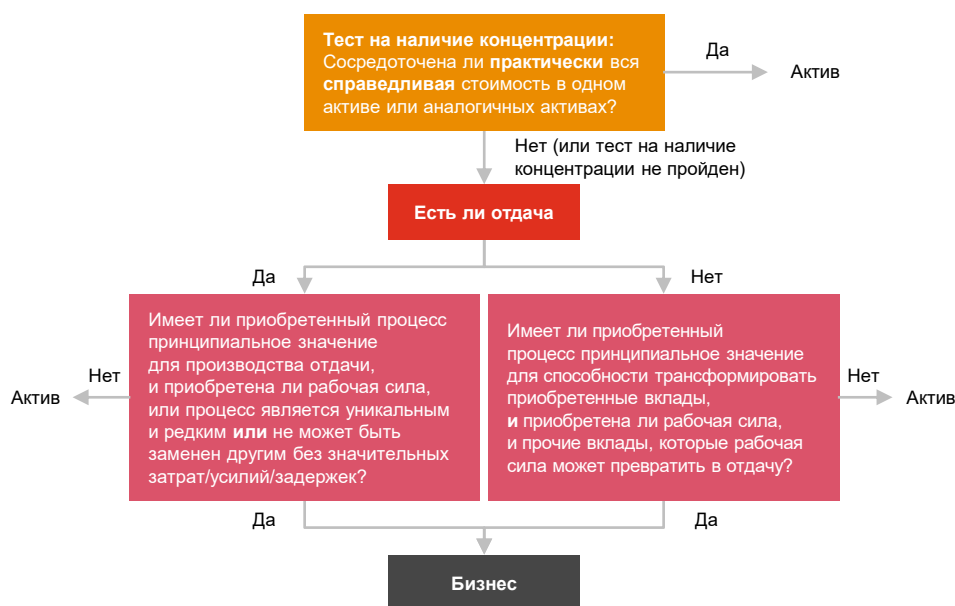 Тест на наличие концентрации:
Сосредоточена ли практически вся
справедливая стоимость в одном
активе или аналогичных активах?
Да
Актив
Нет (или тест на наличие
концентрации не пройден)
Есть ли отдача
Да
Нет
Имеет ли приобретенный процесс
принципиальное значение
для производства отдачи,
и приобретена ли рабочая сила,
или процесс является уникальным
и редким или не может быть
заменен другим без значительных
затрат/усилий/задержек?
Нет
Актив
Имеет ли приобретенный
процесс принципиальное значение
для способности трансформировать
приобретенные вклады,
и приобретена ли рабочая сила,
и прочие вклады, которые рабочая
сила может превратить в отдачу?
Нет
Актив
Да
Да
Бизнес